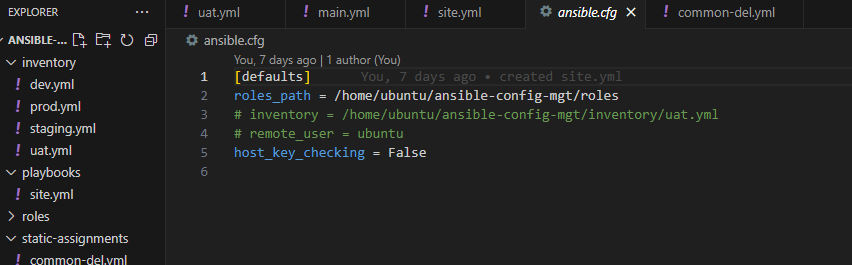 EXPLORER
uat.yml
main.yml
site.yml
ansible.cfg
common-del.yml
ANSIBLE-...
ansible.cfg
inventory
dev.yml
prod.yml
staging.yml
uat.yml
playbooks
site.yml
roles
static-assignments
common-del.yml
You, 7 days ago | 1 author (You)
1 [defaults] You, 7 days ago • created site.yml
2 roles_path = /home/ubuntu/ansible-config-mgt/roles
3 # inventory = /home/ubuntu/ansible-config-mgt/inventory/uat.yml
4 # remote_user = ubuntu
5 host_key_checking = False
6